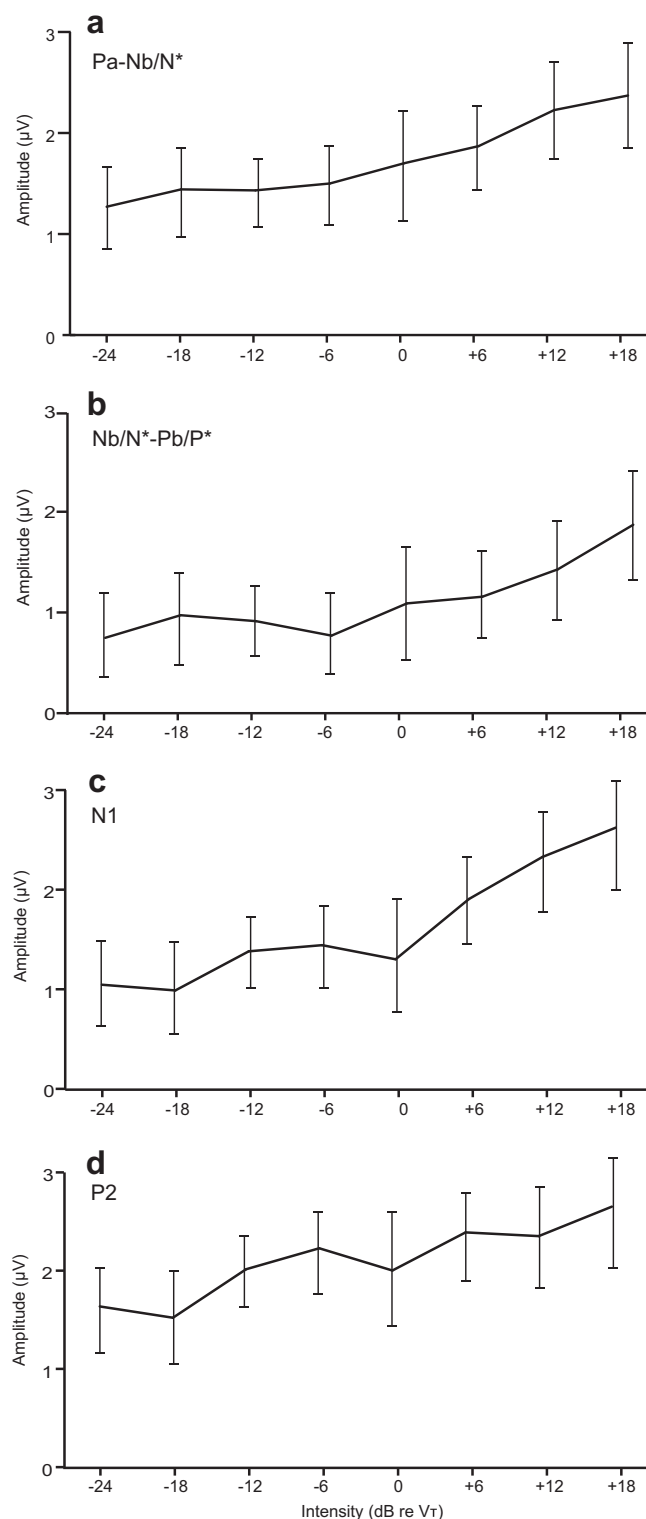 a
Pa-Nb/N*
3
2
1
0
Amplitude (µV)
-24 -18 -12 -6 0 +6 +12 +18
b
Nb/N*-Pb/P*
3
2
1
0
Amplitude (µV)
-24 -18 -12 -6 0 +6 +12 +18
c
N1
3
2
1
0
Amplitude (µV)
-24 -18 -12 -6 0 +6 +12 +18
d
P2
3
2
1
0
Amplitude (µV)
-24 -18 -12 -6 0 +6 +12 +18
Intensity (dB re Vт)